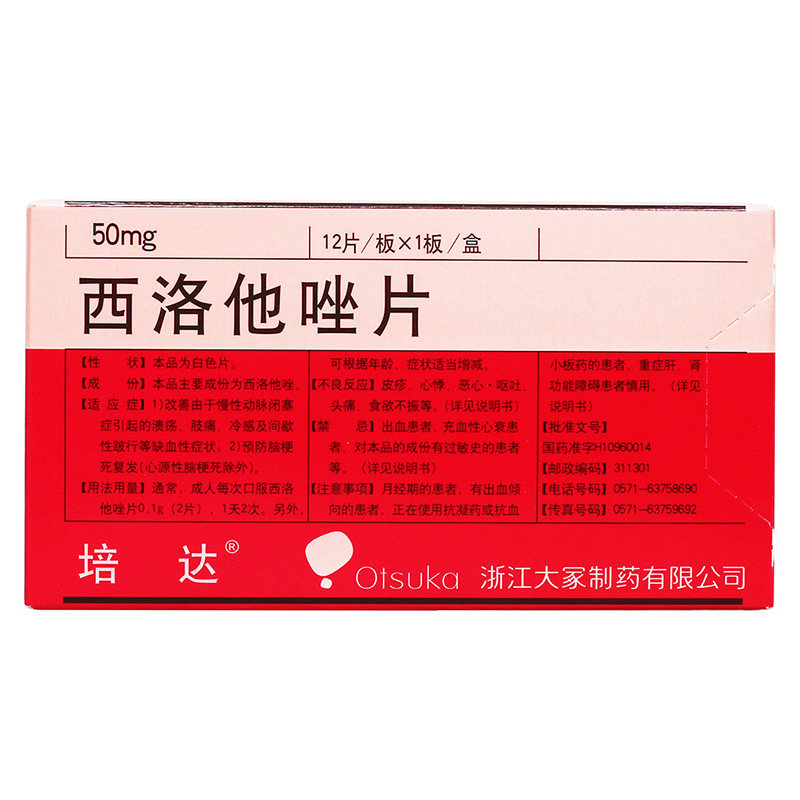 50mg
12片/板×1板/盒
西洛他唑片
【性 状】本品为白色片。
【成 份】本品主要成份为西洛他唑。
【适 应 症】1)改善由于慢性动脉闭塞
症引起的溃疡、肢痛、冷感及间歇
性跛行等缺血性症状；2)预防脑梗
死复发(心源性脑梗死除外)。
【用法用量】通常，成人每次口服西洛
他唑片0.1g（2片），1天2次。另外、
可根据年龄、症状适当增减。
【不良反应】皮疹、心悸、恶心·呕吐、
头痛、食欲不振等。（详见说明书）
【禁 忌】出血患者、充血性心衰患
者、对本品的成份有过敏史的患者
等。（详见说明书）
【注意事项】月经期的患者、有出血倾
向的患者、正在使用抗凝药或抗血
小板药的患者、重症肝、肾
功能障碍患者慎用。（详见
说明书）
【批准文号】
国药准字H10960014
【邮政编码】311301
【电话号码】0571-63758690
【传真号码】0571-63759692
培达®
Otsuka 浙江大冢制药有限公司